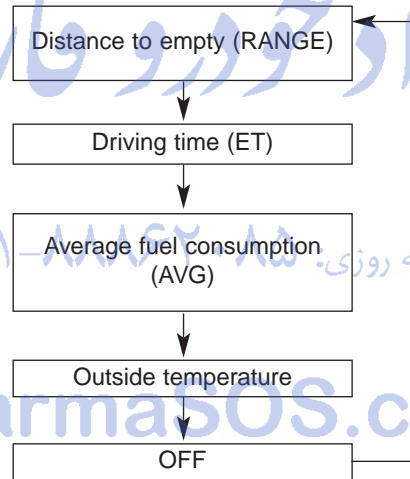 Distance to empty (RANGE)
Driving time (ET)
Average fuel consumption
(AVG)
Outside temperature
OFF